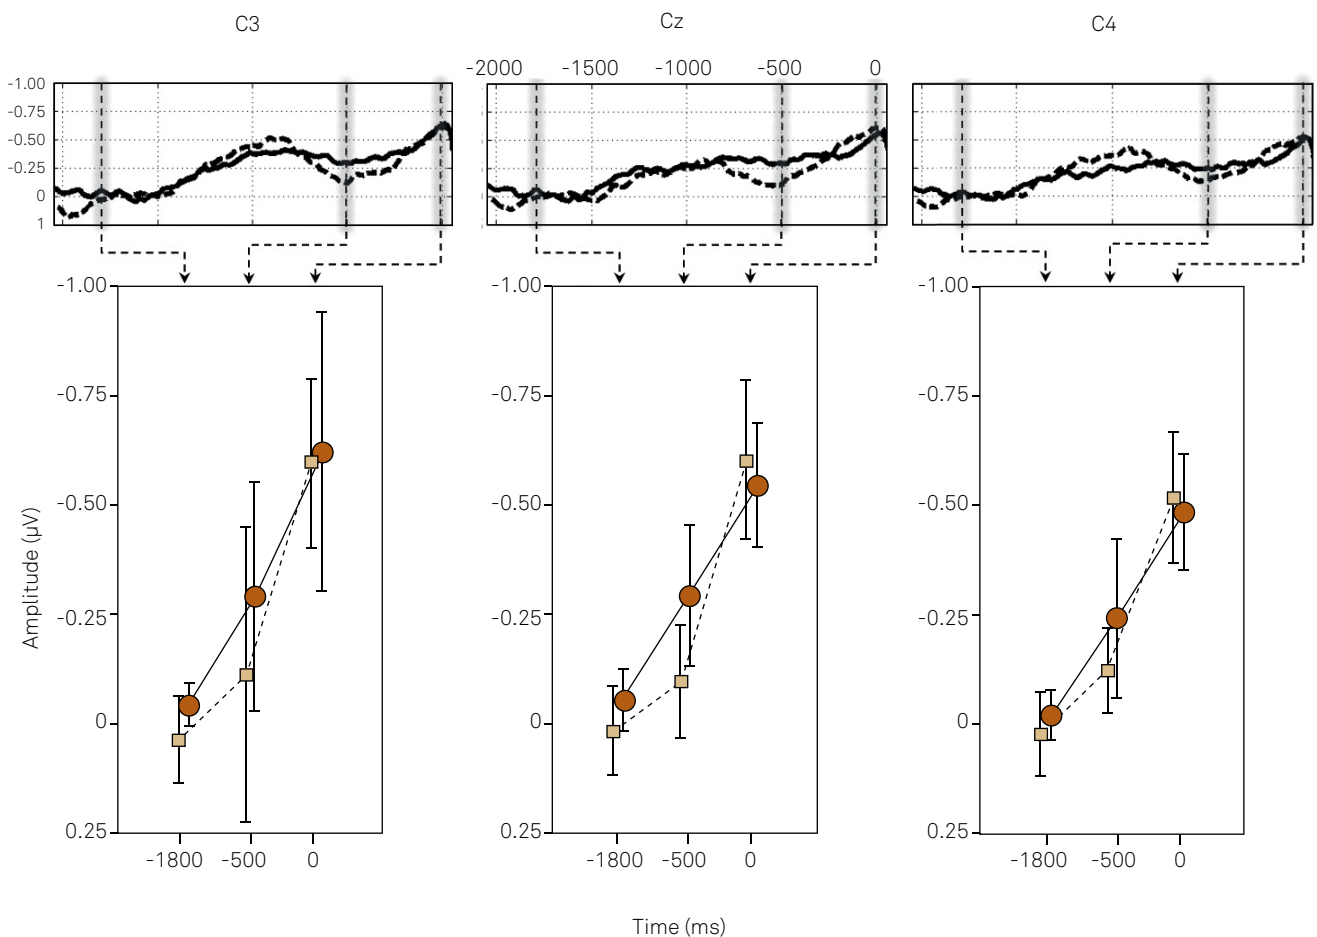 C3 Cz C4
-2000 -1500 -1000 -500 0
-1.00
-0.75
-0.50
-0.25
0
1
-1.00 -1.00 -1.00
-0.75 -0.75 -0.75
-0.50 -0.50 -0.50
-0.25 -0.25 -0.25
0 0 0
0.25 0.25 0.25
Amplitude (μV)
-1800 -500 0 -1800 -500 0 -1800 -500 0
Time (ms)